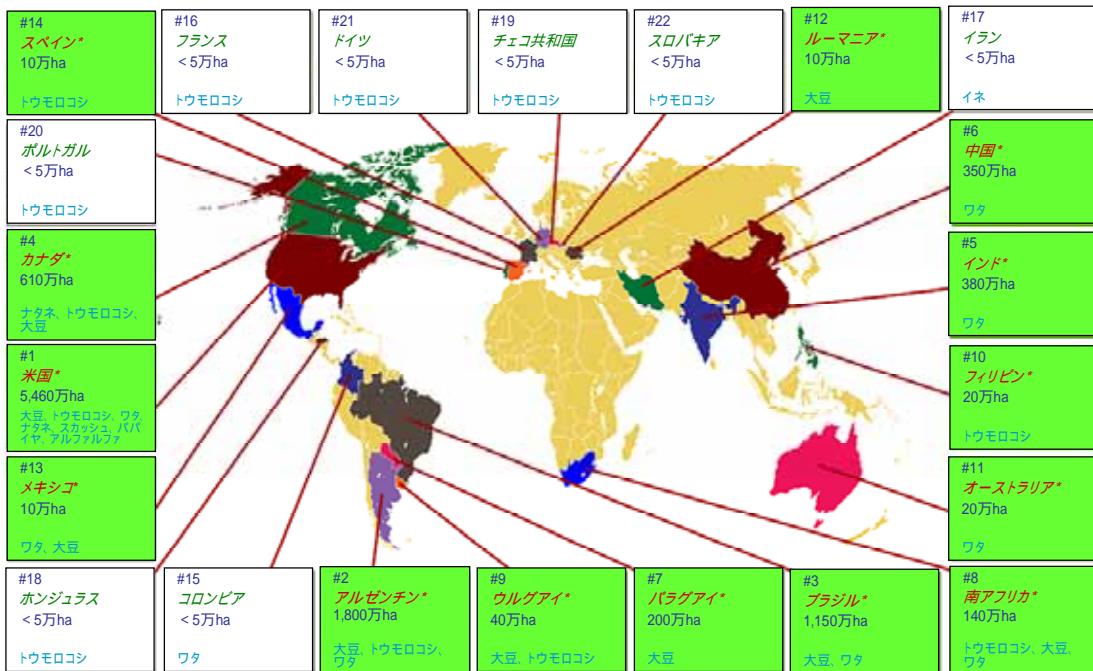 #14
スペイン*
10万ha
トウモロコシ
#16
フランス
< 5万ha
トウモロコシ
#21
ドイツ
< 5万ha
トウモロコシ
#19
チェコ共和国
< 5万ha
トウモロコシ
#22
スロバキア
< 5万ha
トウモロコシ
#12
ルーマニア*
10万ha
大豆
#17
イラン
< 5万ha
イネ
#20
ポルトガル
< 5万ha
トウモロコシ
#6
中国*
350万ha
ワタ
#4
カナダ*
610万ha
ナタネ、トウモロコシ、
大豆
#5
インド*
380万ha
ワタ
#1
米国*
5,460万ha
大豆、トウモロコシ、ワタ、
ナタネ、スカッシュ、パパ
イヤ、アルファルファ
#10
フィリピン*
20万ha
トウモロコシ
#13
メキシコ*
10万ha
ワタ、大豆
#11
オーストラリア*
20万ha
ワタ
#18
ホンジュラス
< 5万ha
トウモロコシ
#15
コロンビア
< 5万ha
ワタ
#2
アルゼンチン*
1,800万ha
大豆、トウモロコシ、
ワタ
#9
ウルグアイ*
40万ha
大豆、トウモロコシ
#7
パラグアイ*
200万ha
大豆
#3
ブラジル*
1,150万ha
大豆、ワタ
#8
南アフリカ*
140万ha
トウモロコシ、大豆、
ワタ